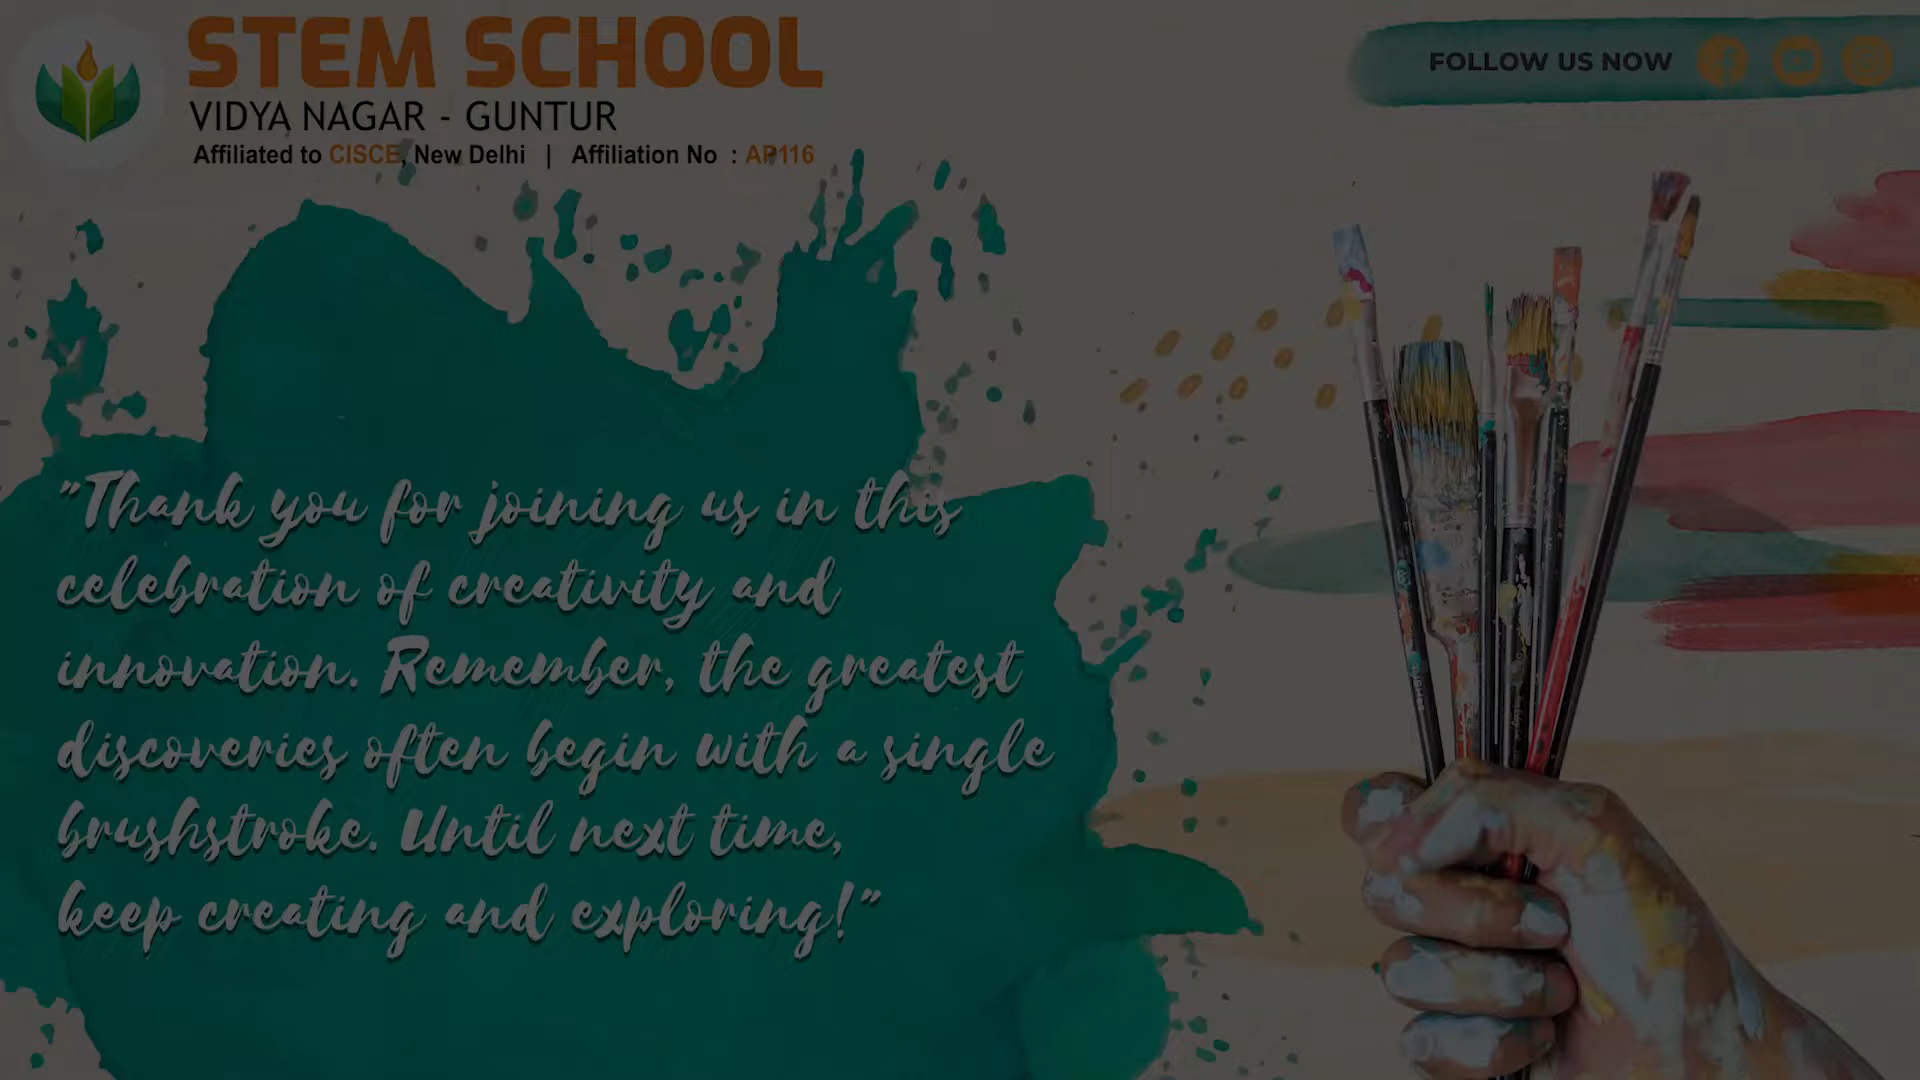 STEM SCHOOL
VIDYA NAGAR - GUNTUR
Affiliated to CISCE, New Delhi | Affiliation No : AP116
FOLLOW US NOW
"Thank you for joining us in this
celebration of creativity and
innovation. Remember, the greatest
discoveries often begin with a single
brushstroke. Until next time,
keep creating and exploring!"